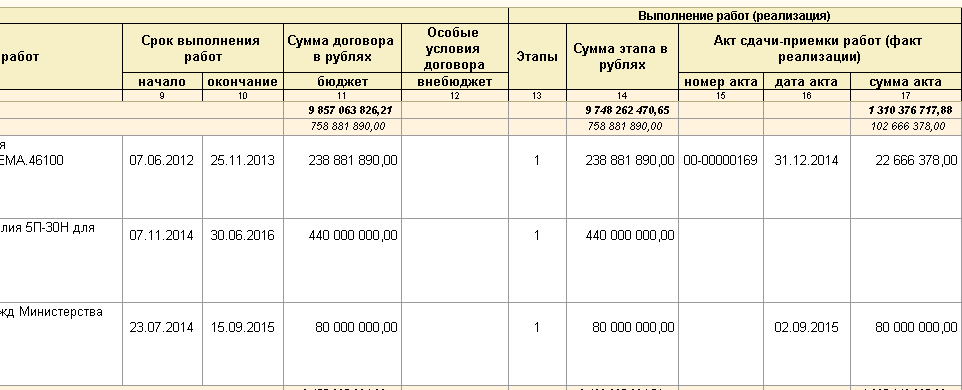 Выполнение работ (реализация)
работ
Срок выполнения работ
Сумма договора в рублях
Особые условия договора
Этапы
Сумма этапа в рублях
Акт сдачи-приемки работ (факт реализации)
начало окончание бюджет внебюджет номер акта дата акта сумма акта
9 10 11 12 13 14 15 16 17
9 857 063 826,21 9 748 262 470,65 1 310 376 717,88
758 881 890,00 758 881 890,00 102 666 378,00
я
ЕМА.46100 07.06.2012 25.11.2013 238 881 890,00 1 238 881 890,00 00-00000169 31.12.2014 22 666 378,00
лия 5П-30Н для
07.11.2014 30.06.2016 440 000 000,00 1 440 000 000,00
жд Министерства
23.07.2014 15.09.2015 80 000 000,00 1 80 000 000,00 02.09.2015 80 000 000,00